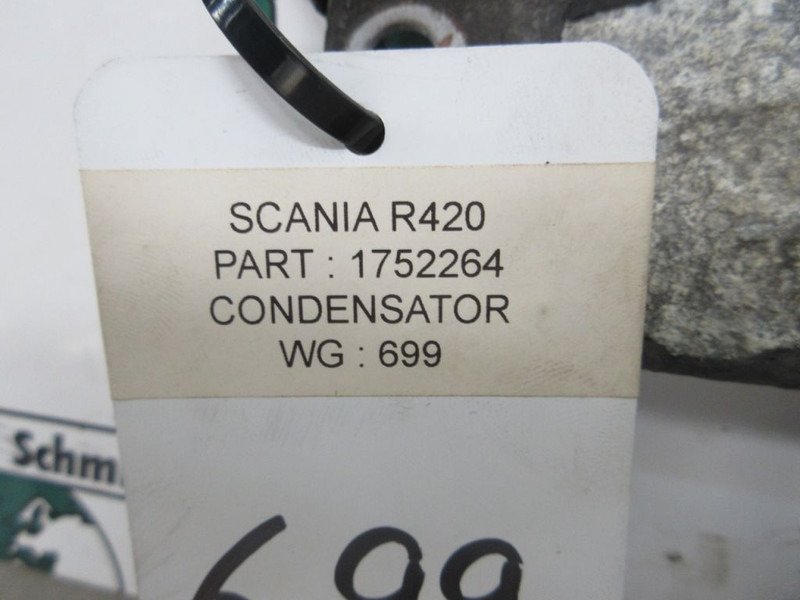 SCANIA R420
PART : 1752264
CONDENSATOR
WG : 699
Schm
699